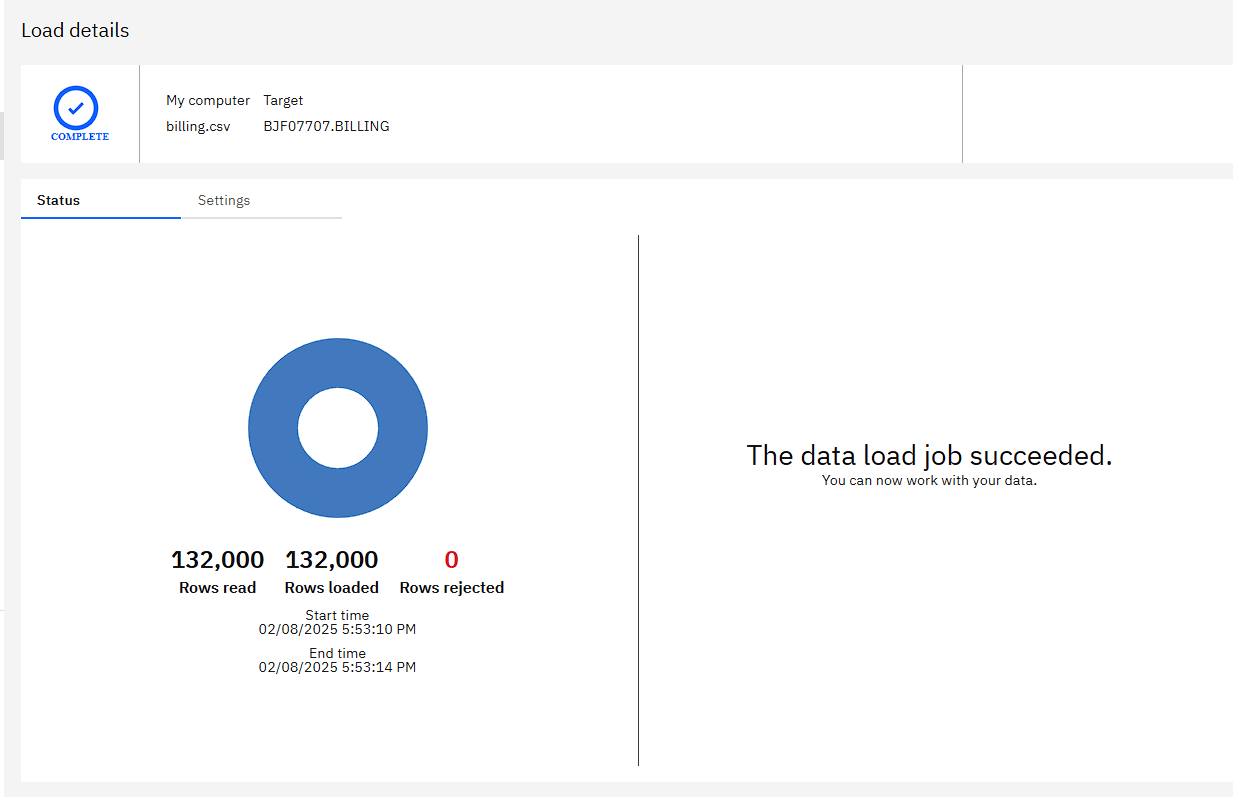 Load details
COMPLETE
My computer Target
billing.csv BJF07707.BILLING
Status Settings
132,000 132,000 0
Rows read Rows loaded Rows rejected
Start time
02/08/2025 5:53:10 PM
End time
02/08/2025 5:53:14 PM
The data load job succeeded.
You can now work with your data.